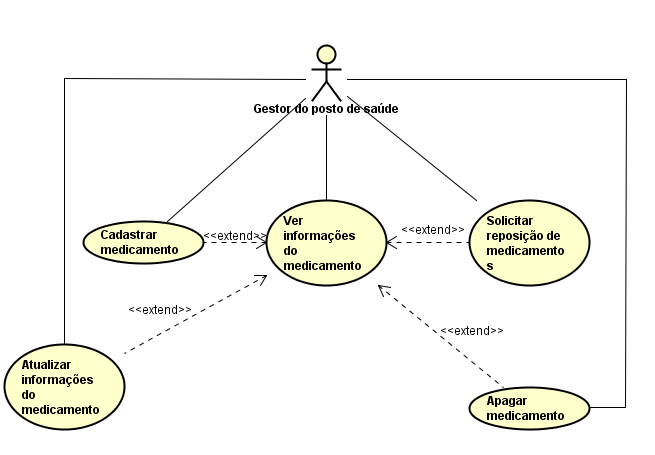 Gestor do posto de saúde
Cadastrar
medicamento
<<extend>>
Ver
informações
do
medicamento
<<extend>>
Solicitar
reposição de
medicamento
s
<<extend>>
<<extend>>
Atualizar
informações
do
medicamento
Apagar
medicamento